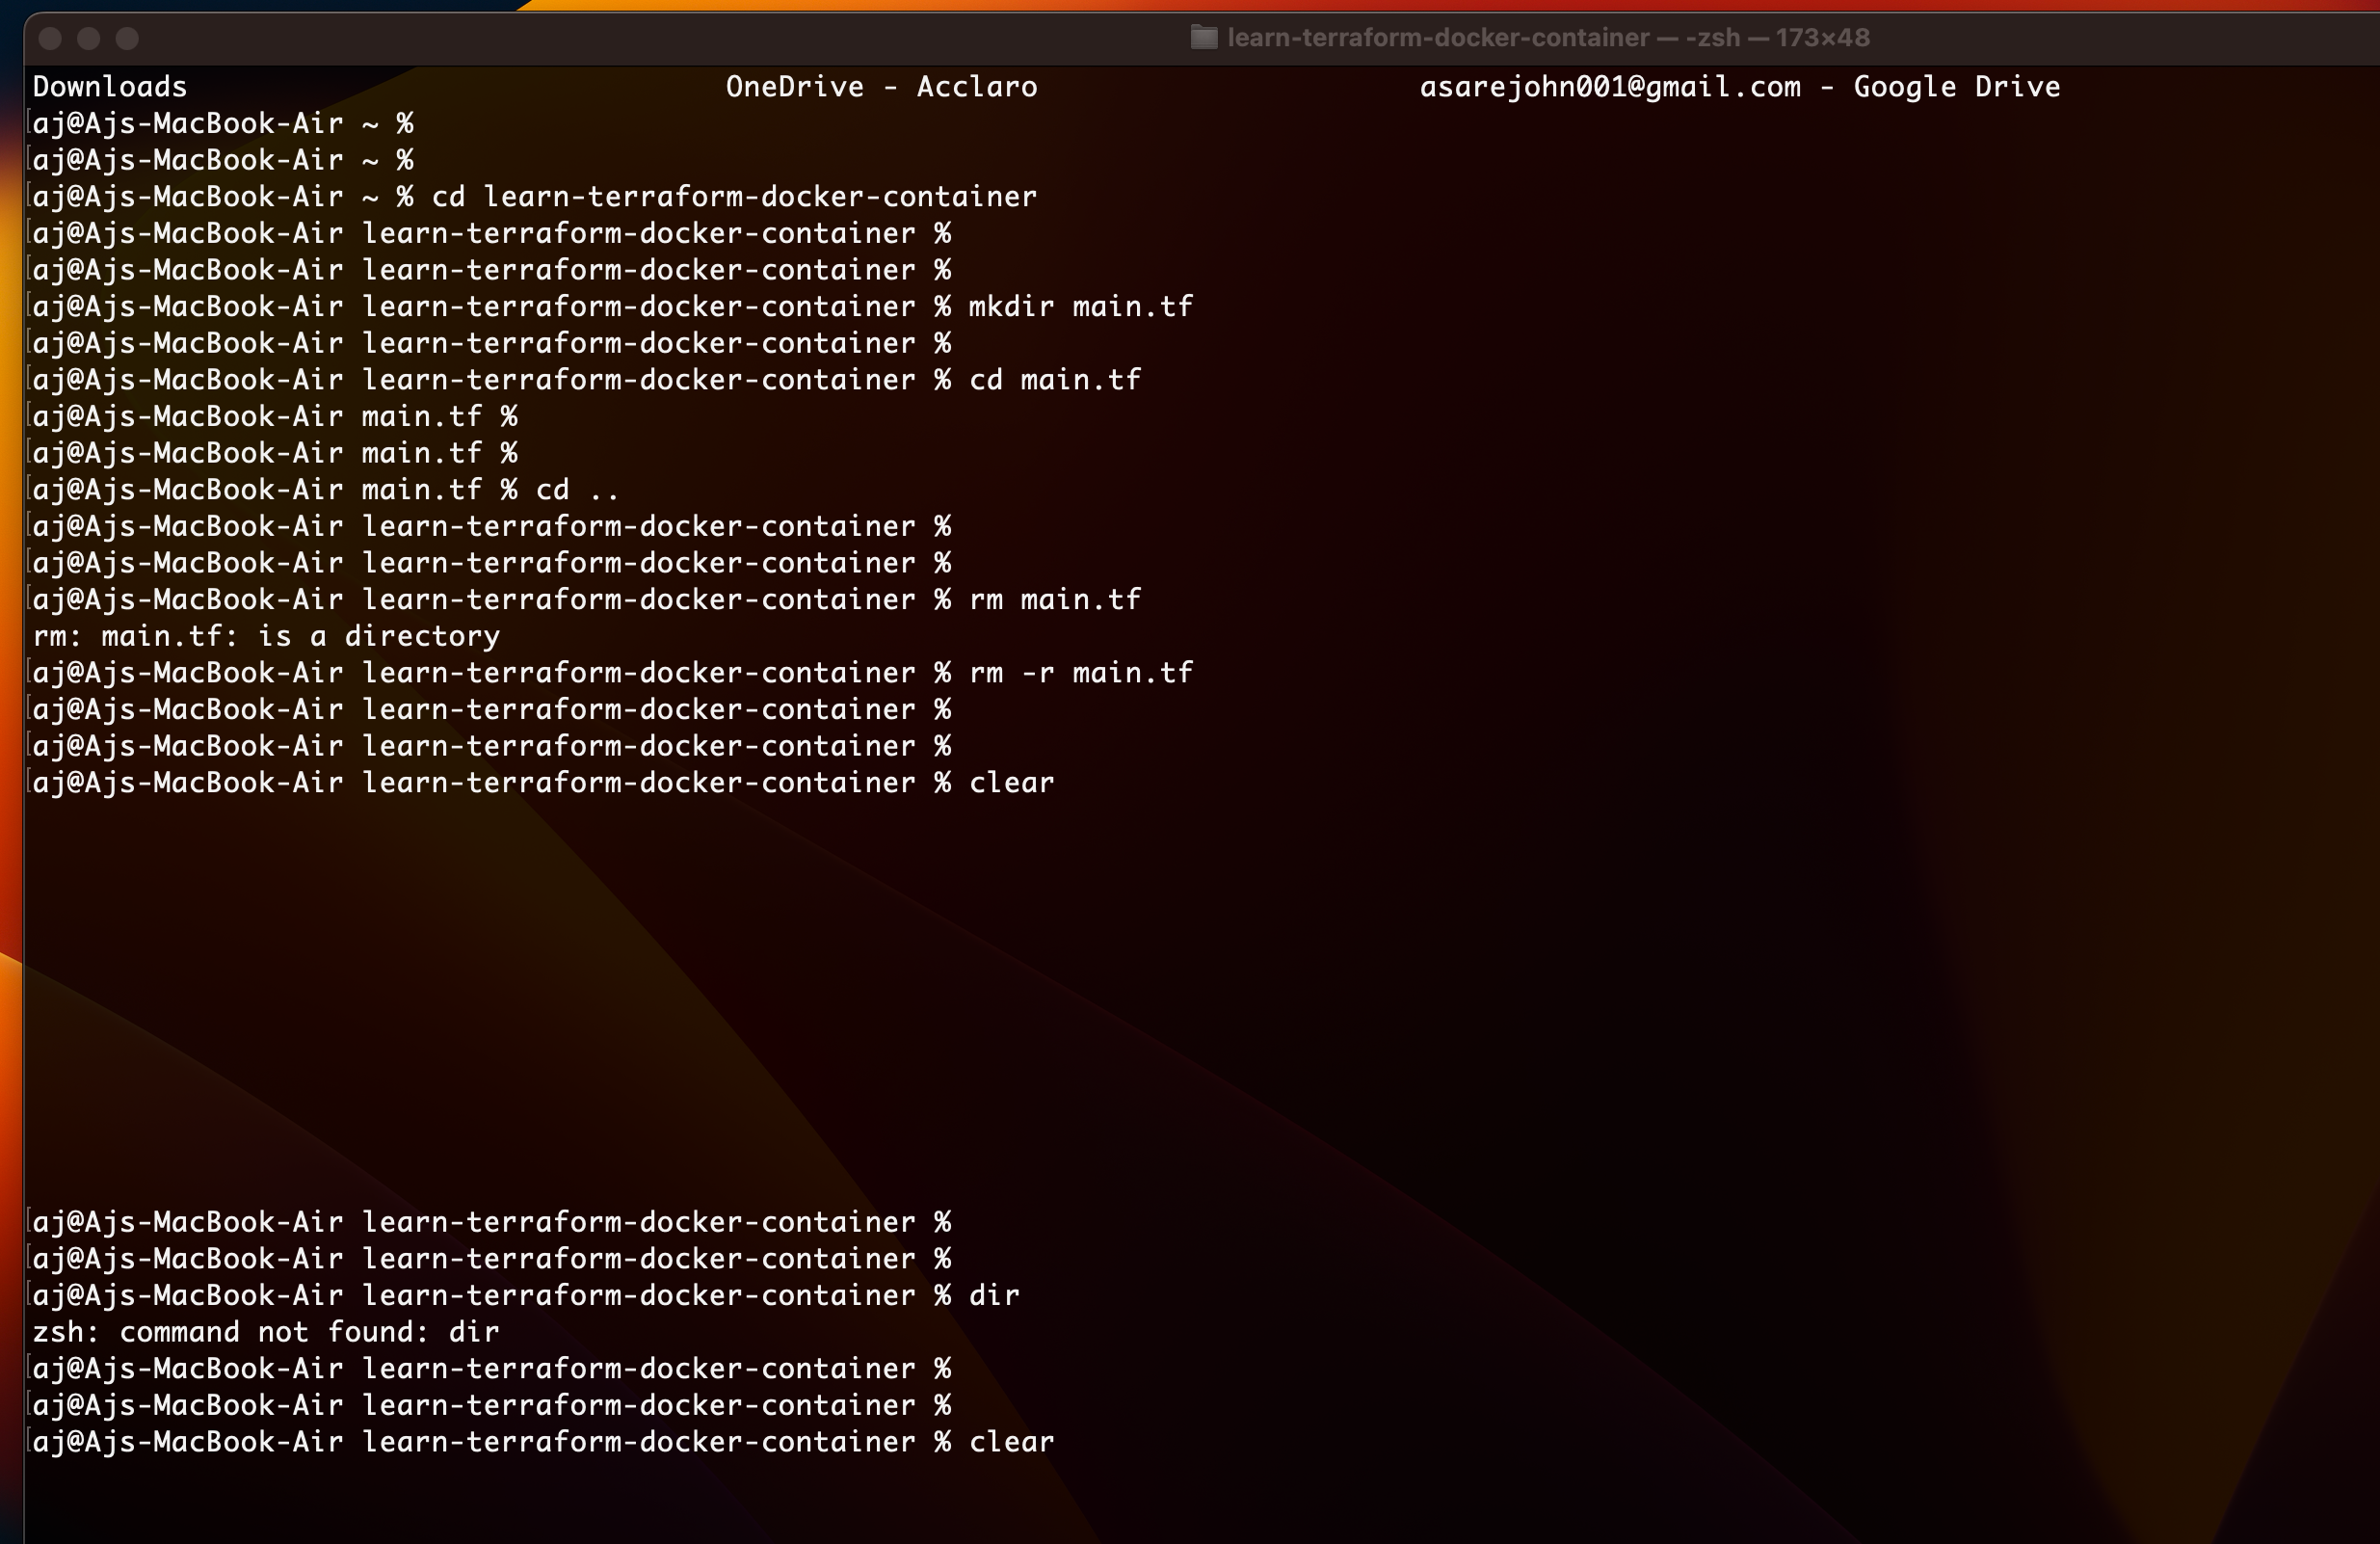 learn-terraform-docker-container — -zsh — 173×48
Downloads OneDrive - Acclaro asarejohn001@gmail.com - Google Drive
aj@Ajs-MacBook-Air ~ %
aj@Ajs-MacBook-Air ~ %
aj@Ajs-MacBook-Air ~ % cd learn-terraform-docker-container
aj@Ajs-MacBook-Air learn-terraform-docker-container %
aj@Ajs-MacBook-Air learn-terraform-docker-container %
aj@Ajs-MacBook-Air learn-terraform-docker-container % mkdir main.tf
aj@Ajs-MacBook-Air learn-terraform-docker-container %
aj@Ajs-MacBook-Air learn-terraform-docker-container % cd main.tf
aj@Ajs-MacBook-Air main.tf %
aj@Ajs-MacBook-Air main.tf %
aj@Ajs-MacBook-Air main.tf % cd ..
aj@Ajs-MacBook-Air learn-terraform-docker-container %
aj@Ajs-MacBook-Air learn-terraform-docker-container %
aj@Ajs-MacBook-Air learn-terraform-docker-container % rm main.tf
rm: main.tf: is a directory
aj@Ajs-MacBook-Air learn-terraform-docker-container % rm -r main.tf
aj@Ajs-MacBook-Air learn-terraform-docker-container %
aj@Ajs-MacBook-Air learn-terraform-docker-container %
aj@Ajs-MacBook-Air learn-terraform-docker-container % clear
aj@Ajs-MacBook-Air learn-terraform-docker-container %
aj@Ajs-MacBook-Air learn-terraform-docker-container %
aj@Ajs-MacBook-Air learn-terraform-docker-container % dir
zsh: command not found: dir
aj@Ajs-MacBook-Air learn-terraform-docker-container %
aj@Ajs-MacBook-Air learn-terraform-docker-container %
aj@Ajs-MacBook-Air learn-terraform-docker-container % clear